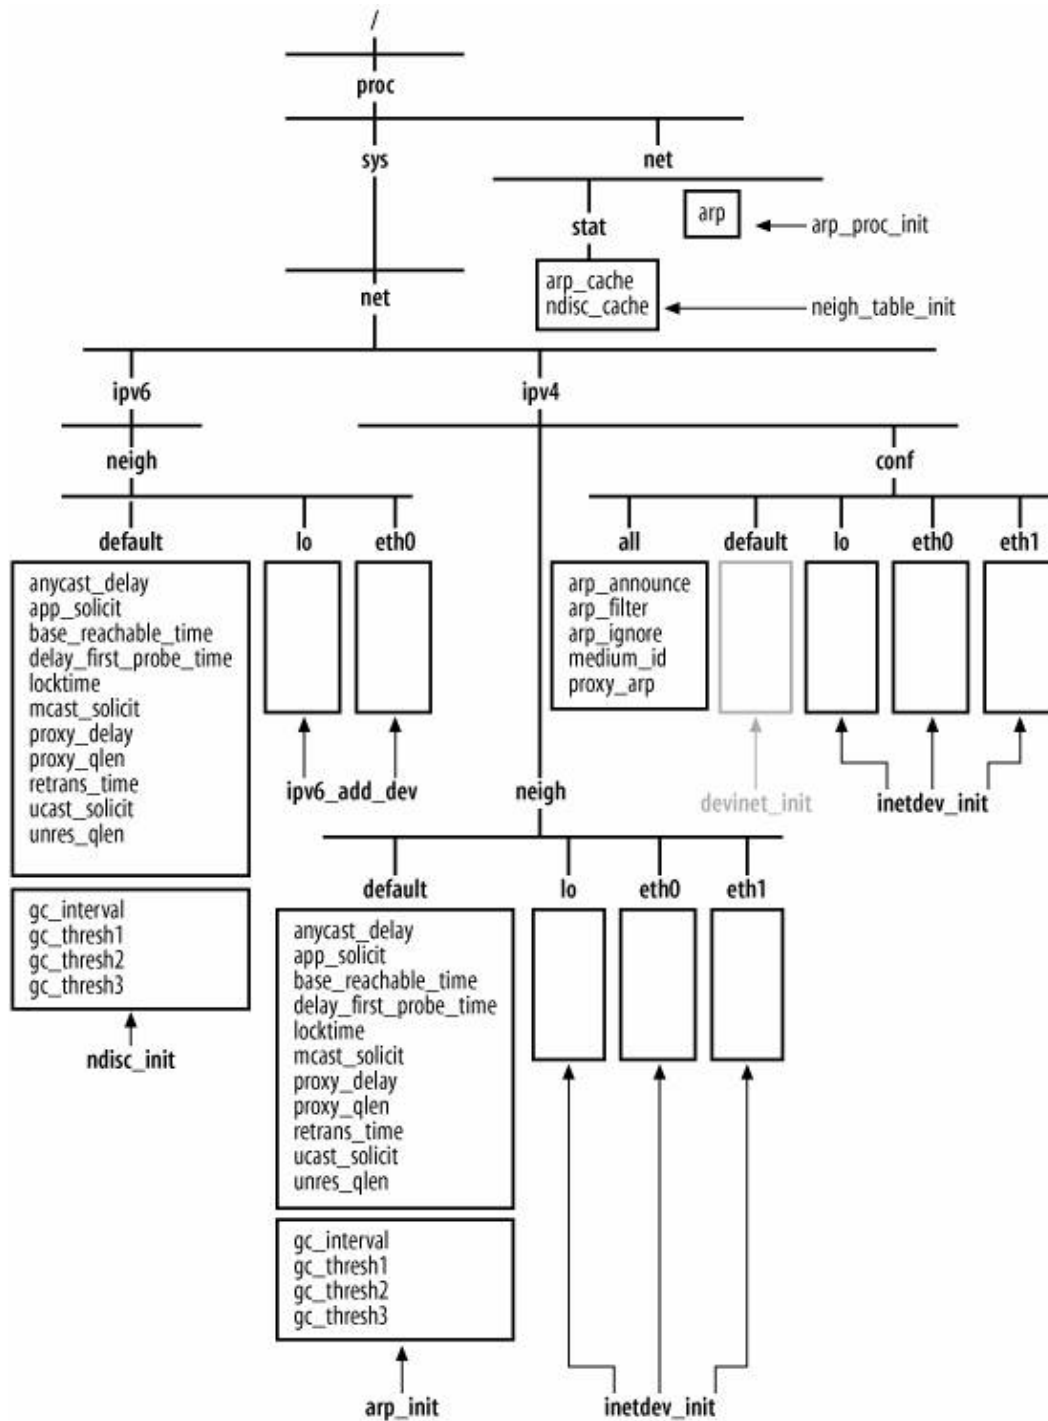 /
proc
sys
net
stat
arp
arp_proc_init
arp_cache
ndisc_cache
neigh_table_init
net
ipv6
ipv4
neigh
conf
default
lo
eth0
all
default
lo
eth0
eth1
anycast_delay
app_solicit
base_reachable_time
delay_first_probe_time
locktime
mcast_solicit
proxy_delay
proxy_qlen
retrans_time
ucast_solicit
unres_qlen
gc_interval
gc_thresh1
gc_thresh2
gc_thresh3
ndisc_init
ipv6_add_dev
arp_announce
arp_filter
arp_ignore
medium_id
proxy_arp
devinet_init
inetdev_init
neigh
default
lo
eth0
eth1
anycast_delay
app_solicit
base_reachable_time
delay_first_probe_time
locktime
mcast_solicit
proxy_delay
proxy_qlen
retrans_time
ucast_solicit
unres_qlen
gc_interval
gc_thresh1
gc_thresh2
gc_thresh3
arp_init
inetdev_init